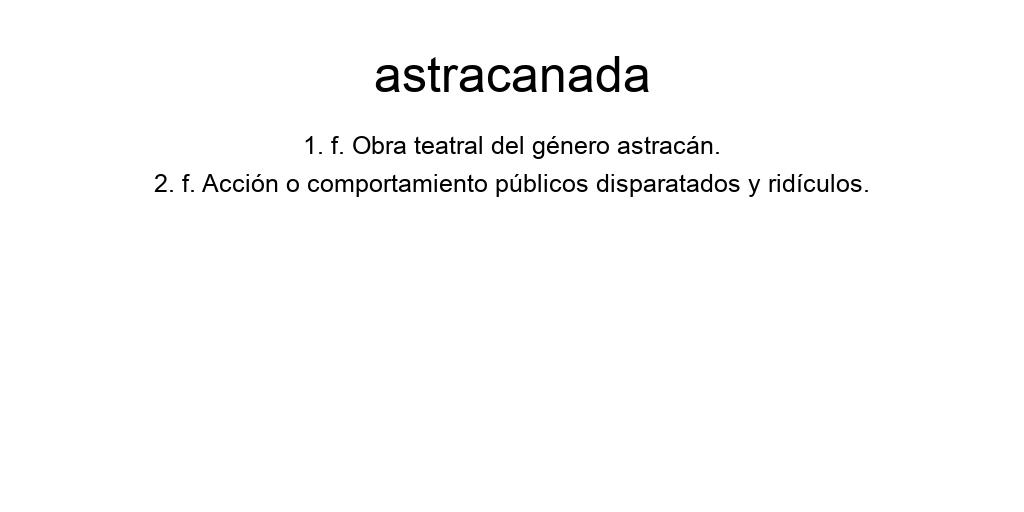 astracanada
1. f. Obra teatral del género astracán.
2. f. Acción o comportamiento públicos disparatados y ridículos.